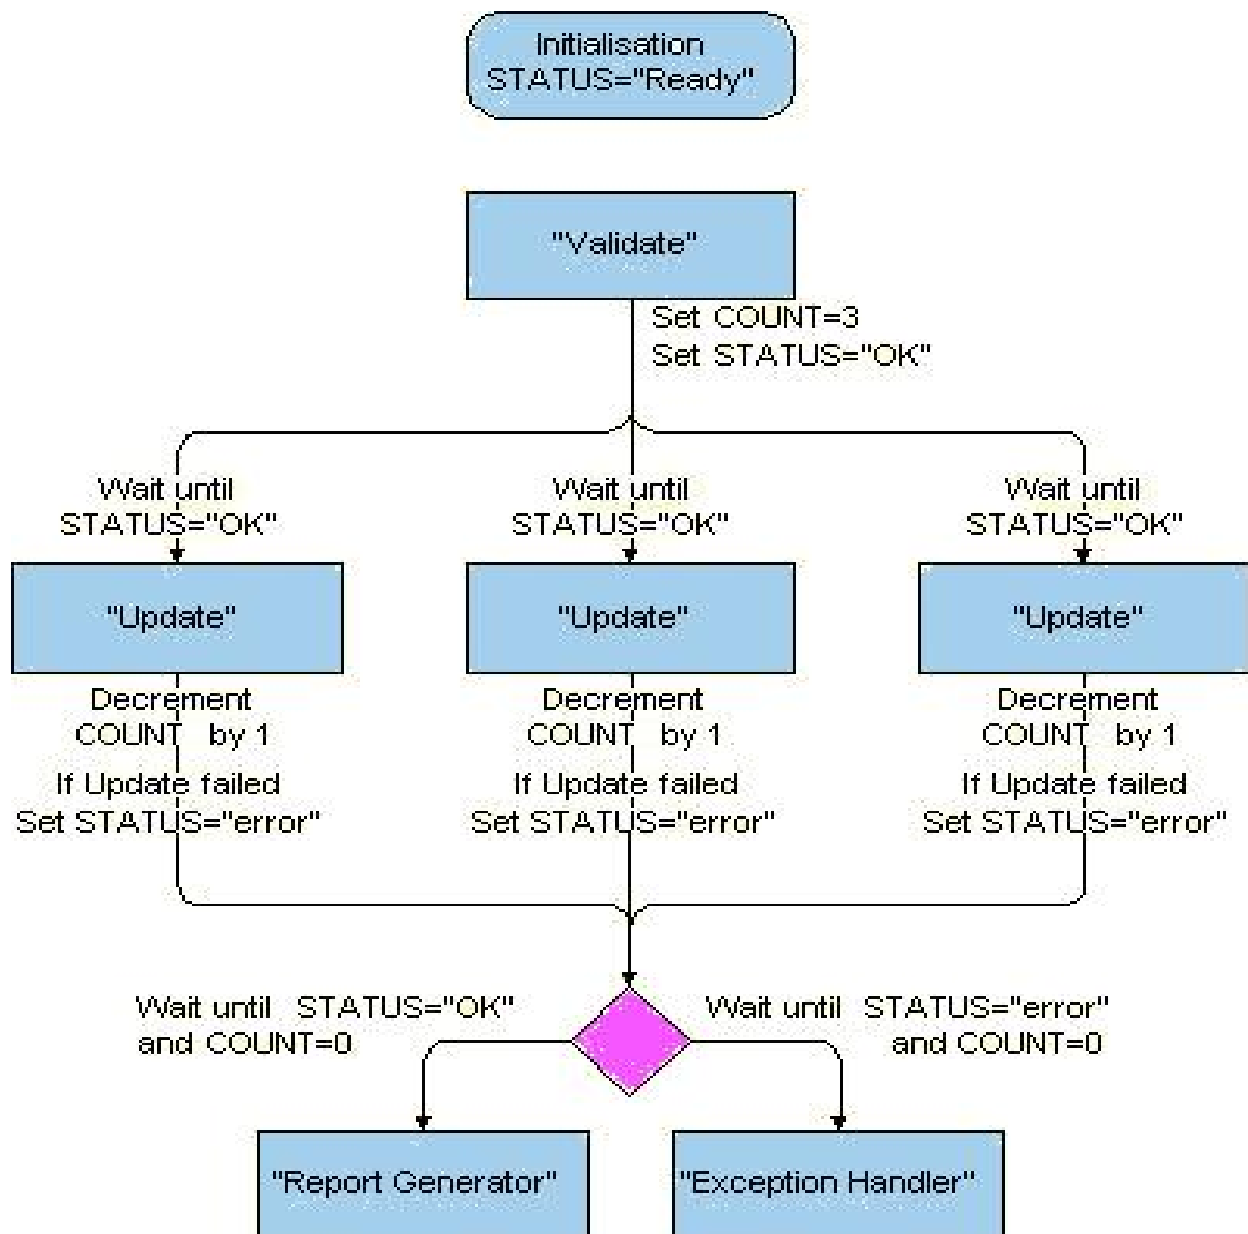 Initialisation
STATUS="Ready"
"Validate"
Set COUNT=3
Set STATUS="OK"
Wait until
STATUS="OK"
Wait until
STATUS="OK"
Wait until
STATUS="OK"
"Update"
"Update"
"Update"
Decrement
COUNT by 1
If Update failed
Set STATUS="error"
Decrement
COUNT by 1
If Update failed
Set STATUS="error"
Decrement
COUNT by 1
If Update failed
Set STATUS="error"
Wait until STATUS="OK"
and COUNT=0
Wait until STATUS="error"
and COUNT=0
"Report Generator"
"Exception Handler"